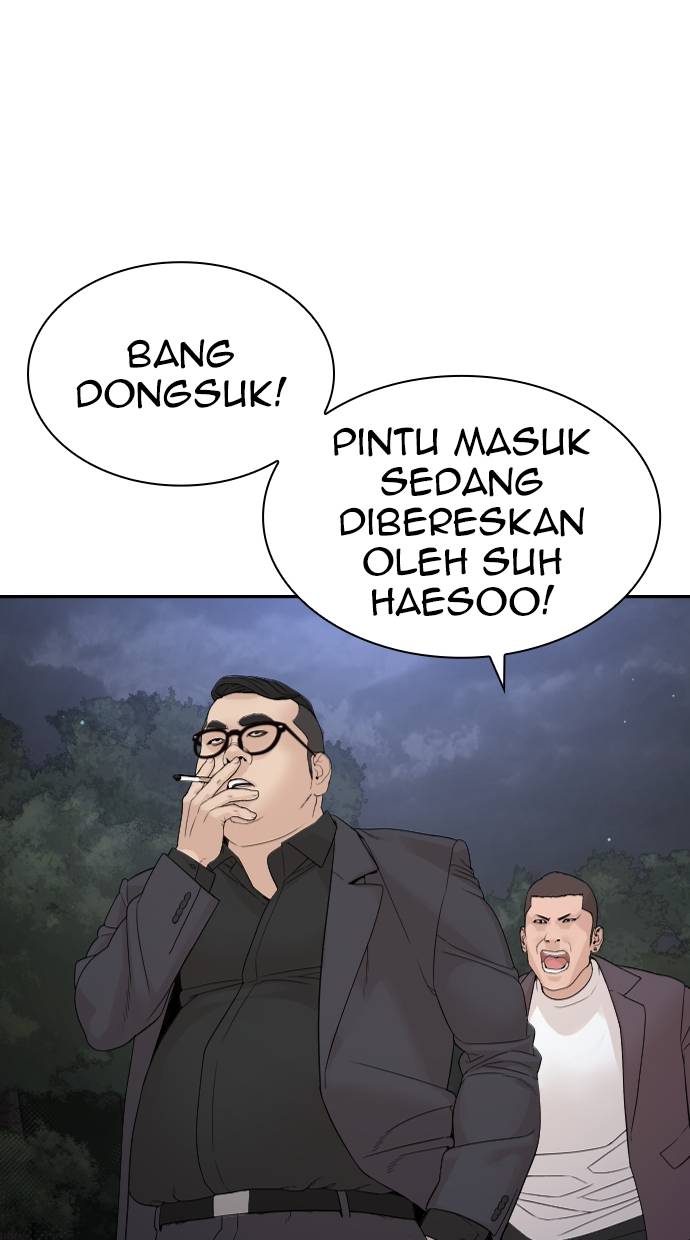 BANG
DONGSUK!
PINTU MASUK
SEDANG
DIBERESKAN
OLEH SUH
HAESOO!